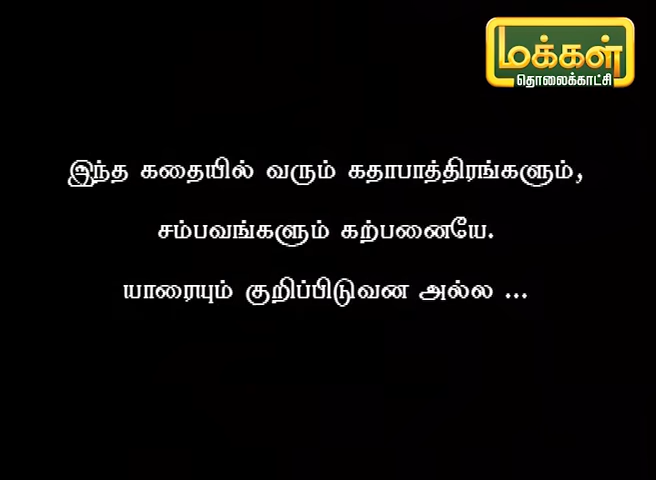 மக்கள்
தொலைக்காட்சி
இந்த கதையில் வரும் கதாபாத்திரங்களும்,
சம்பவங்களும் கற்பனையே.
யாரையும் குறிப்பிடுவன அல்ல ...